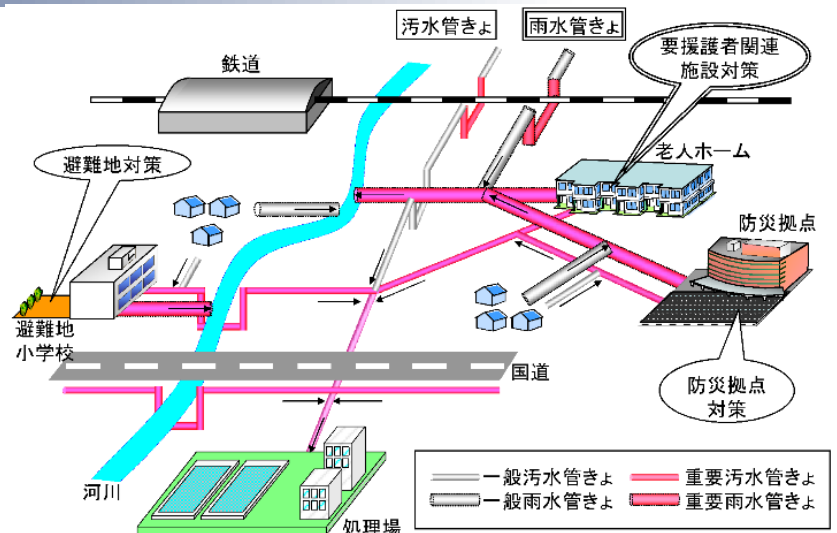 汚水管きょ
雨水管きょ
要援護者関連
施設対策
鉄道
老人ホーム
避難地対策
防災拠点
避難地
小学校
国道
防災拠点
対策
河川
処理場
一般汚水管きょ
重要汚水管きょ
一般雨水管きょ
重要雨水管きょ